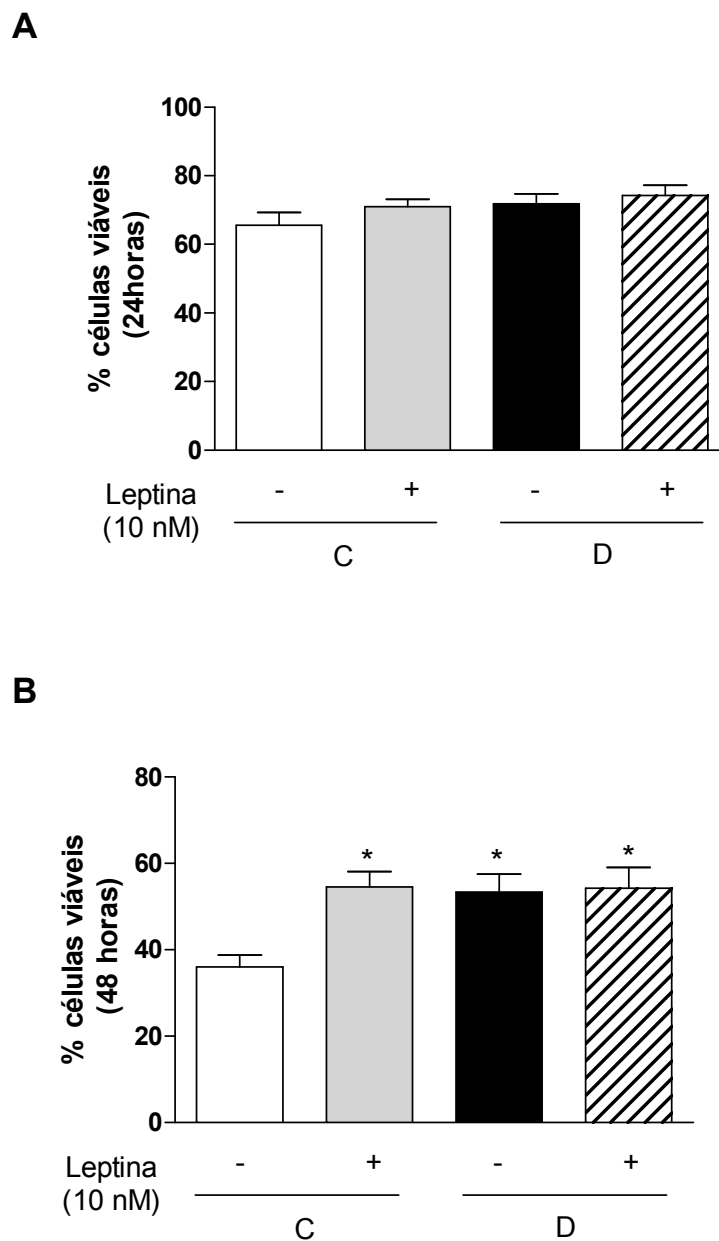 A
100
80
60
40
20
0
% células viáveis
(24horas)
Leptina
(10 nM)
- + - +
C D
B
80
60
40
20
0
% células viáveis
(48 horas)
* * *
Leptina
(10 nM)
- + - +
C D